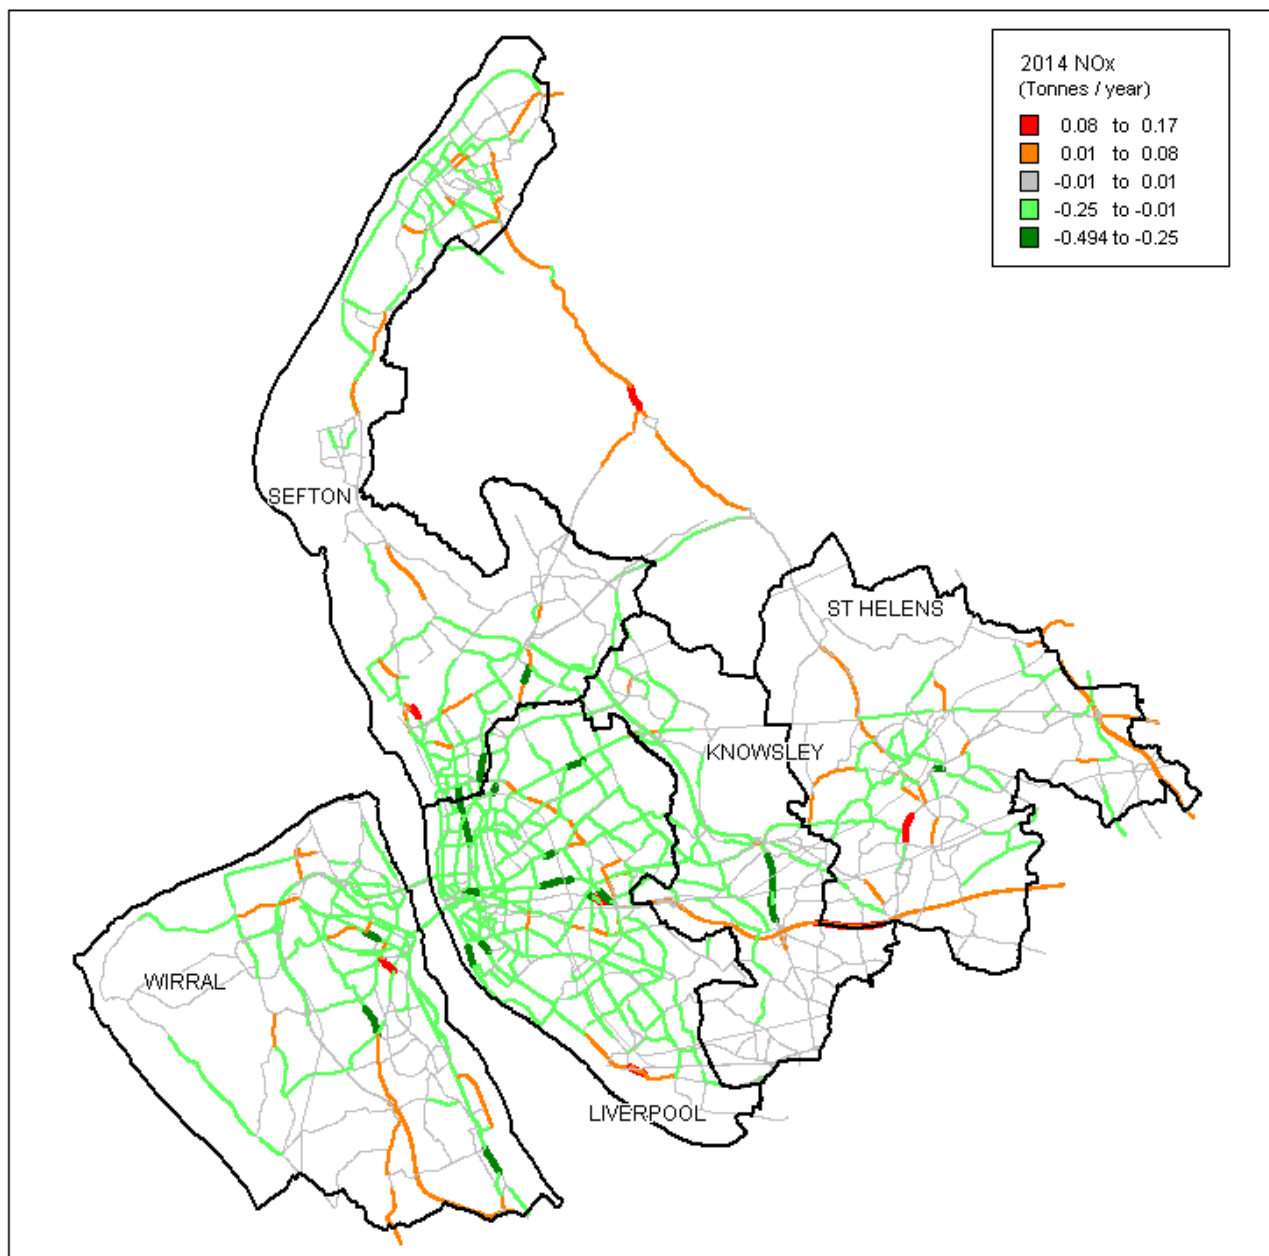 2014 NOx
(Tonnes / year)
0.08 to 0.17
0.01 to 0.08
-0.01 to 0.01
-0.25 to -0.01
-0.494 to -0.25
SEFTON
ST HELENS
KNOWSLEY
WIRRAL
LIVERPOOL